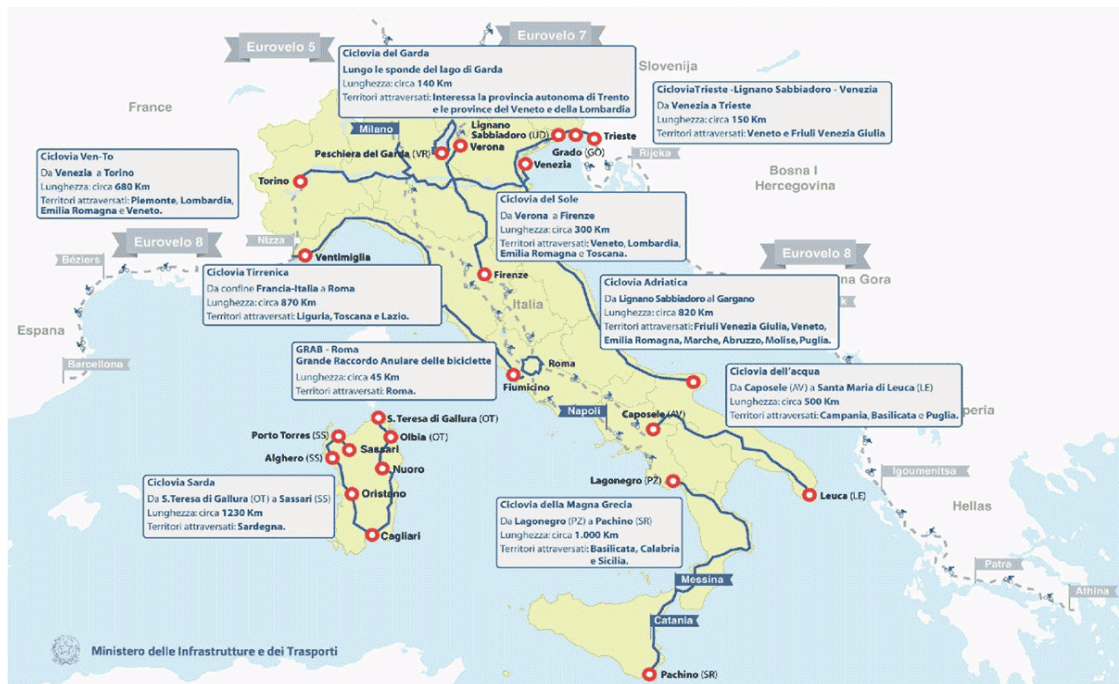 Eurovelo 5
Eurovelo 7
Slovenija
France
Ciclovia del Garda
Lungo le sponde del lago di Garda
Lunghezza: circa 140 Km
Territori attraversati: Interessa la provincia autonoma di Trento
e le province del Veneto e della Lombardia
CicloviaTrieste -Lignano Sabbiadoro - Venezia
Da Venezia a Trieste
Lunghezza: circa 150 Km
Territori attraversati: Veneto e Friuli Venezia Giulia
Milano
Lignano
Sabbiadoro (UD)
Trieste
Peschiera del Garda (VR)
Verona
Grado (GO)
Venezia
Rijeka
Bosna I
Hercegovina
Ciclovia Ven-To
Da Venezia a Torino
Lunghezza: circa 680 Km
Territori attraversati: Piemonte, Lombardia,
Emilia Romagna e Veneto.
Torino
Ciclovia del Sole
Da Verona a Firenze
Lunghezza: circa 300 Km
Territori attraversati: Veneto, Lombardia,
Emilia Romagna e Toscana.
Eurovelo 8
Nizza
Béziers
Ventimiglia
Eurovelo 8
Ciclovia Tirrenica
Da confine Francia-Italia a Roma
Lunghezza: circa 870 Km
Territori attraversati: Liguria, Toscana e Lazio.
Firenze
Italia
Ciclovia Adriatica
Da Lignano Sabbiadoro al Gargano
Lunghezza: circa 820 Km
Territori attraversati: Friuli Venezia Giulia, Veneto,
Emilia Romagna, Marche, Abruzzo, Molise, Puglia.
na Gora
Espana
Barcellona
GRAB - Roma
Grande Raccordo Anulare delle biciclette
Lunghezza: circa 45 Km
Territori attraversati: Roma.
Roma
Fiumicino
Ciclovia dell'acqua
Da Caposele (AV) a Santa Maria di Leuca (LE)
Lunghezza: circa 500 Km
Territori attraversati: Campania, Basilicata e Puglia.
Napoli
Caposele (AV)
S.Teresa di Gallura (OT)
Porto Torres (SS)
Olbia (OT)
Sassari
Alghero (SS)
Nuoro
Oristano
Cagliari
Ciclovia Sarda
Da S.Teresa di Gallura (OT) a Sassari (SS)
Lunghezza: circa 1230 Km
Territori attraversati: Sardegna.
Lagonegro (PZ)
Leuca (LE)
Igoumenitsa
Hellas
Ciclovia della Magna Grecia
Da Lagonegro (PZ) a Pachino (SR)
Lunghezza: circa 1.000 Km
Territori attraversati: Basilicata, Calabria
e Sicilia.
Patra
Athina
Messina
Catania
Pachino (SR)
Ministero delle Infrastrutture e dei Trasporti